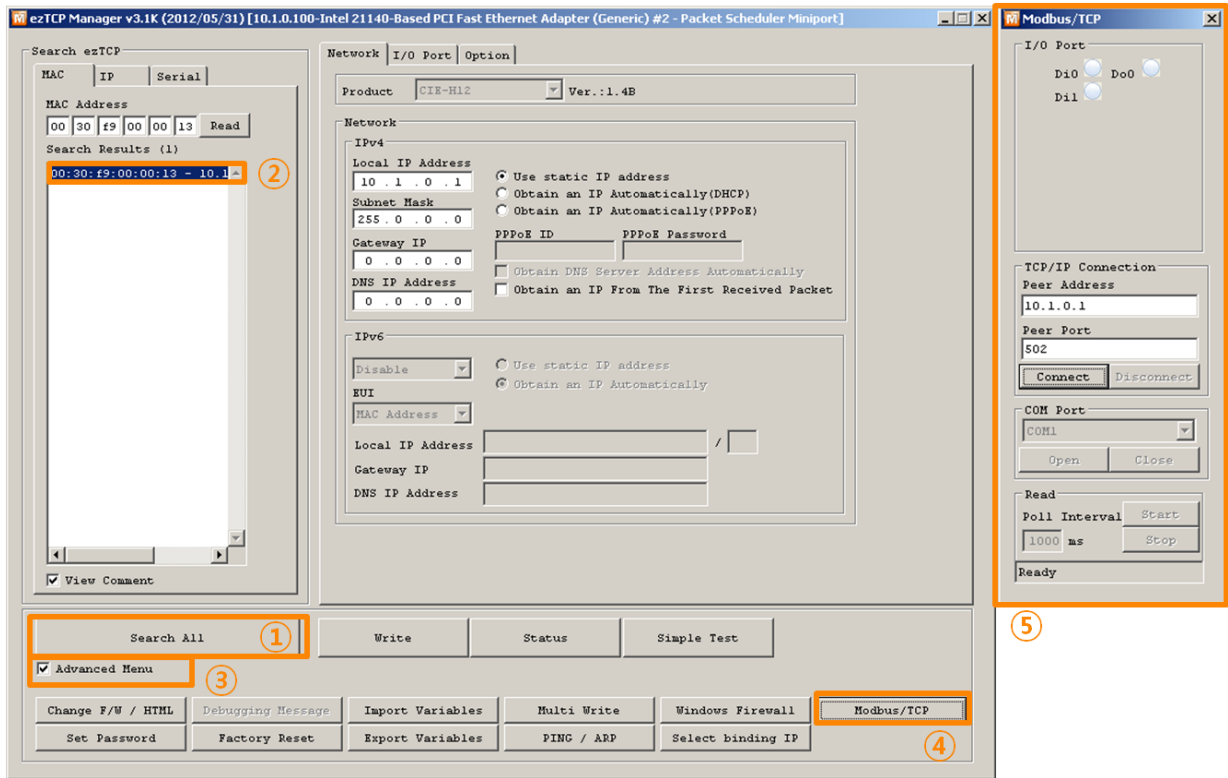 ezTCP Manager v3.1K (2012/05/31) [10.1.0.100-Intel 21140-Based PCI Fast Ethernet Adapter (Generic) #2 - Packet Scheduler Miniport]
Search ezTCP
MAC IP Serial
MAC Address
00 30 f9 00 00 13 Read
Search Results (1)
00:30:f9:00:00:13 - 10.1
②
View Comment
Network I/O Port Option
Product CIE-H12 Ver.:1.4B
Network
IPv4
Local IP Address
10 . 1 . 0 . 1
Subnet Mask
255 . 0 . 0 . 0
Gateway IP
0 . 0 . 0 . 0
DNS IP Address
0 . 0 . 0 . 0
Use static IP address
Obtain an IP Automatically(DHCP)
Obtain an IP Automatically(PPPoE)
PPPoE ID PPPoE Password
Obtain DNS Server Address Automatically
Obtain an IP From The First Received Packet
IPv6
Disable
EUI
MAC Address
Use static IP address
Obtain an IP Automatically
Local IP Address /
Gateway IP
DNS IP Address
Search All ① Write Status Simple Test
Advanced Menu ③
Change F/W / HTML Debugging Message Import Variables Multi Write Windows Firewall Modbus/TCP
Set Password Factory Reset Export Variables PING / ARP Select binding IP ④
Modbus/TCP
I/O Port
Di0 Do0
Di1
TCP/IP Connection
Peer Address
10.1.0.1
Peer Port
502
Connect Disconnect
COM Port
COM1
Open Close
Read
Poll Interval Start
1000 ms Stop
Ready
⑤